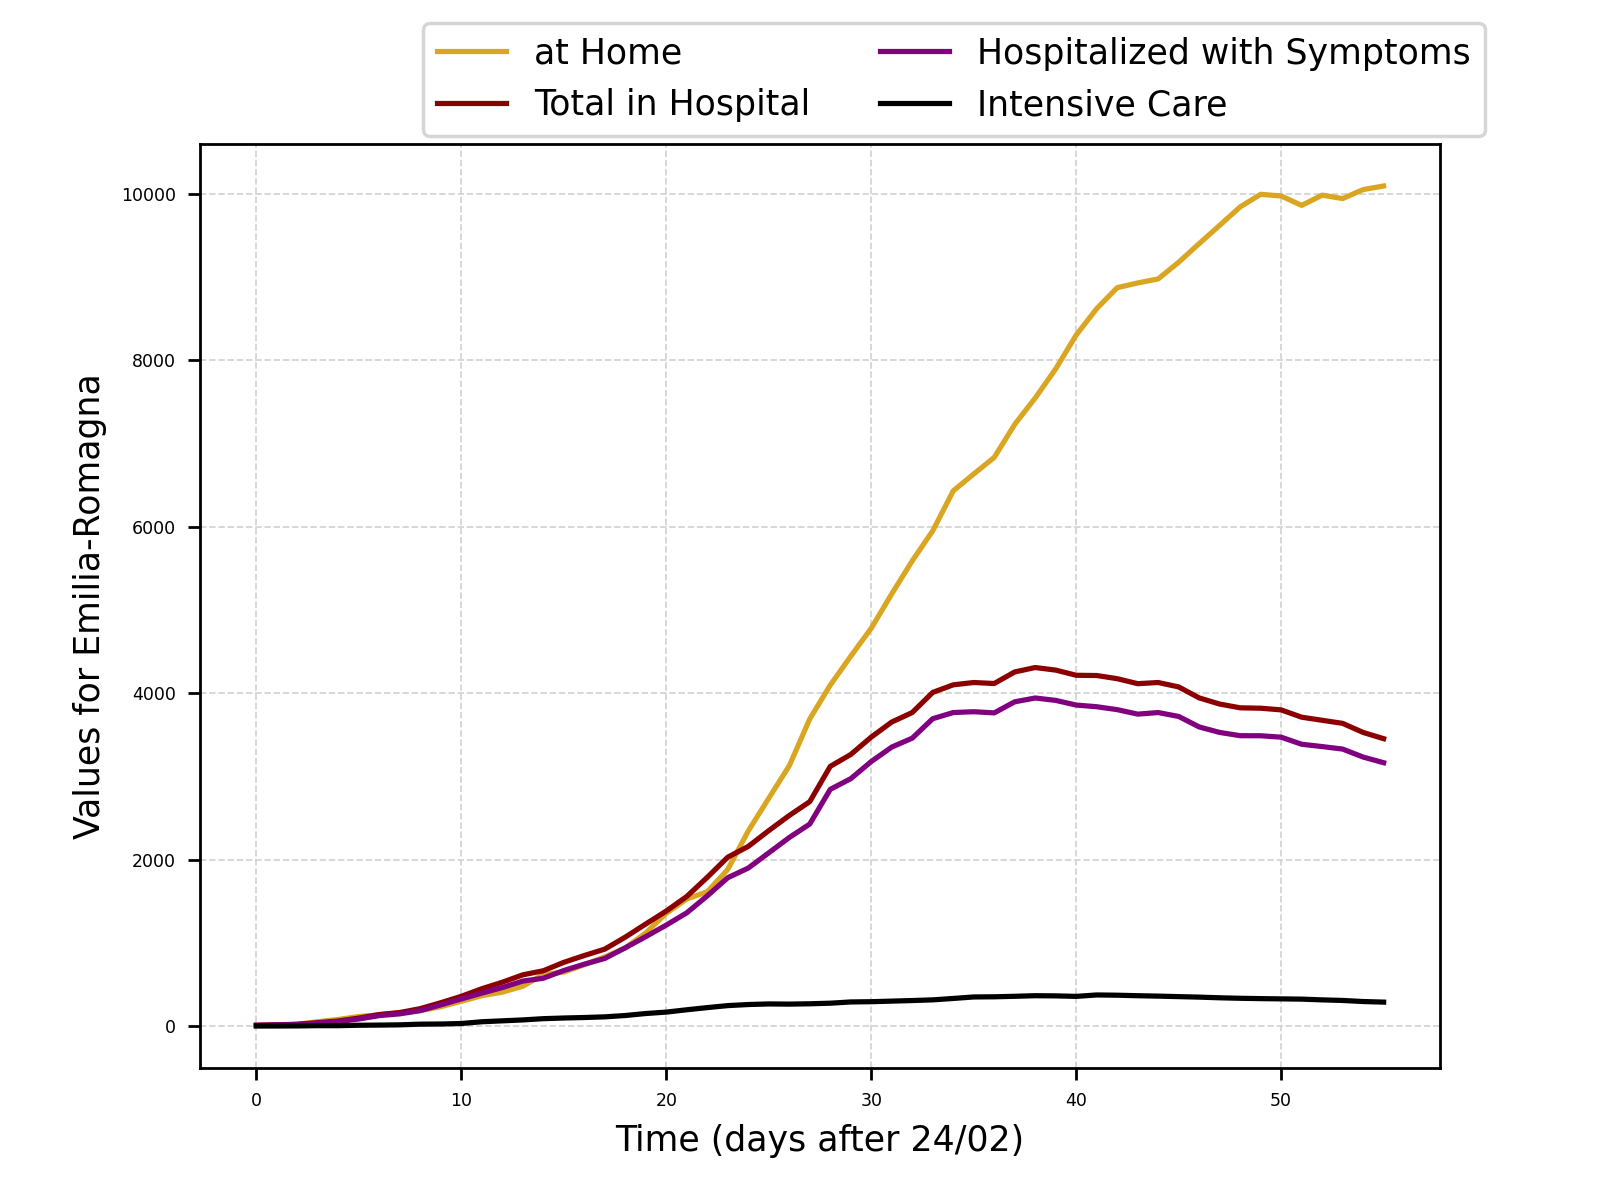 at Home
Total in Hospital
Hospitalized with Symptoms
Intensive Care
Values for Emilia-Romagna
10000
8000
6000
4000
2000
0
0 10 20 30 40 50
Time (days after 24/02)